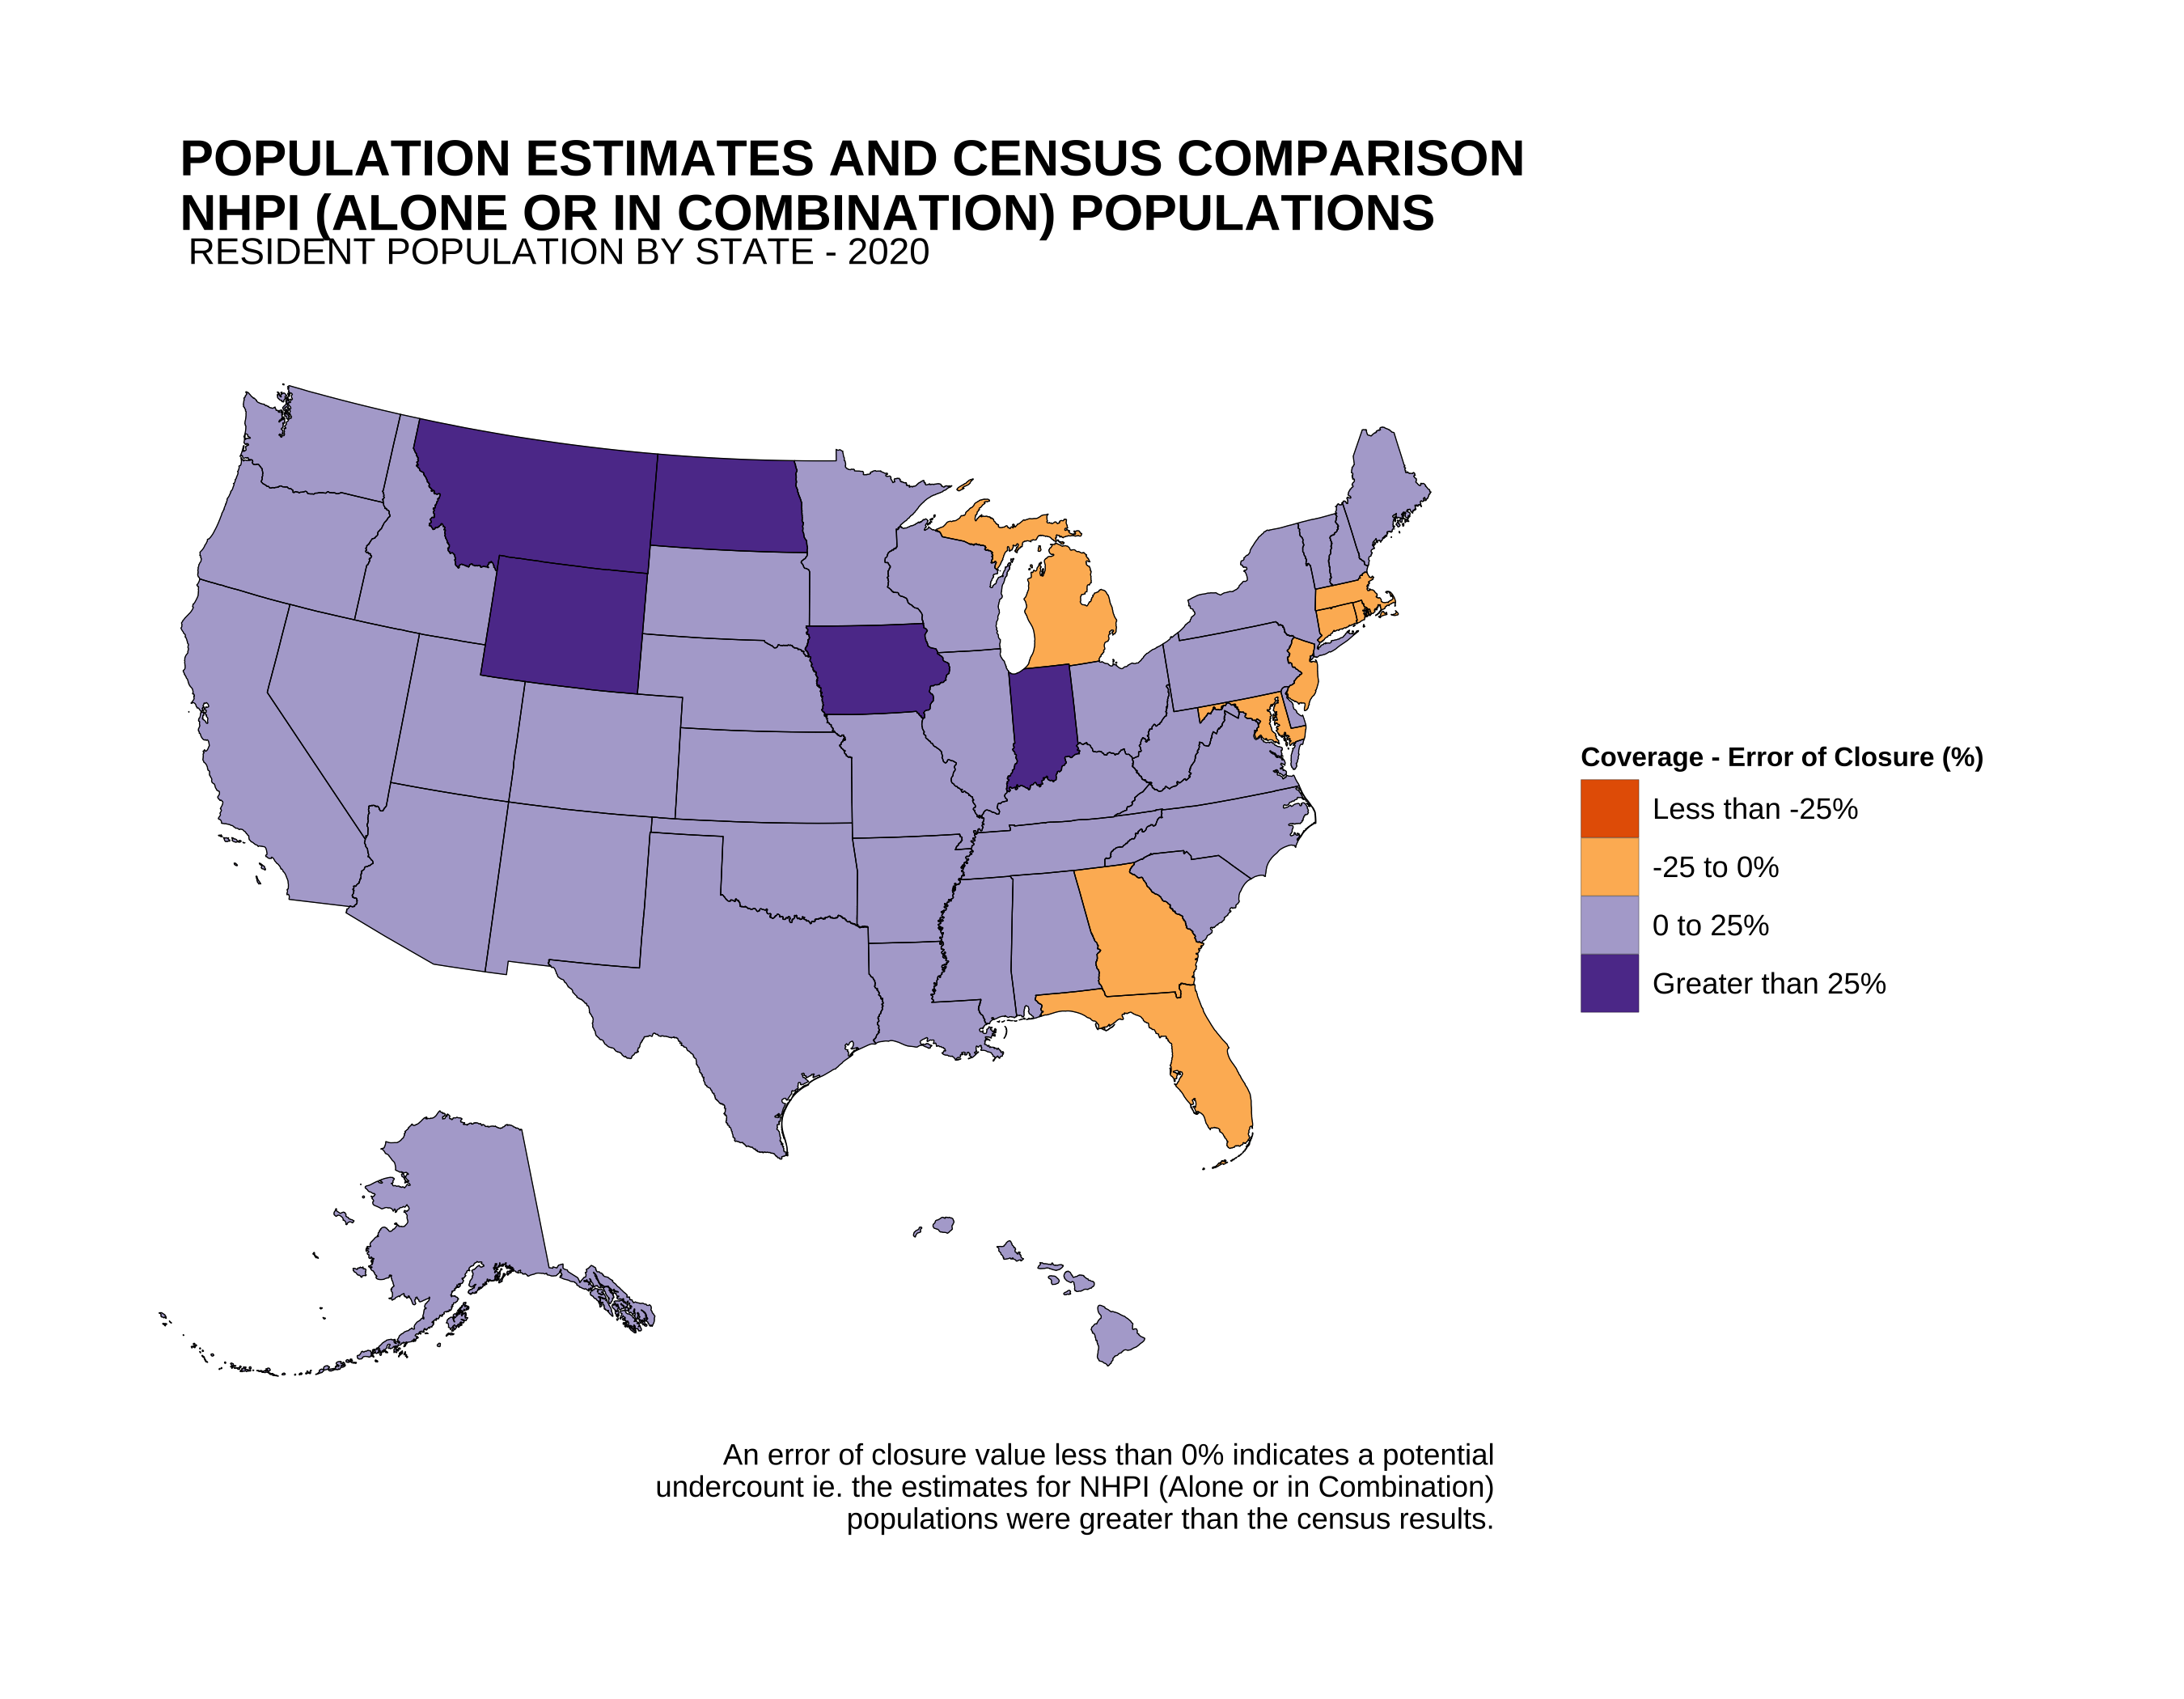 POPULATION ESTIMATES AND CENSUS COMPARISON
NHPI (ALONE OR IN COMBINATION) POPULATIONS
RESIDENT POPULATION BY STATE - 2020
Coverage - Error of Closure (%)
Less than -25%
-25 to 0%
0 to 25%
Greater than 25%
An error of closure value less than 0% indicates a potential
undercount ie. the estimates for NHPI (Alone or in Combination)
populations were greater than the census results.